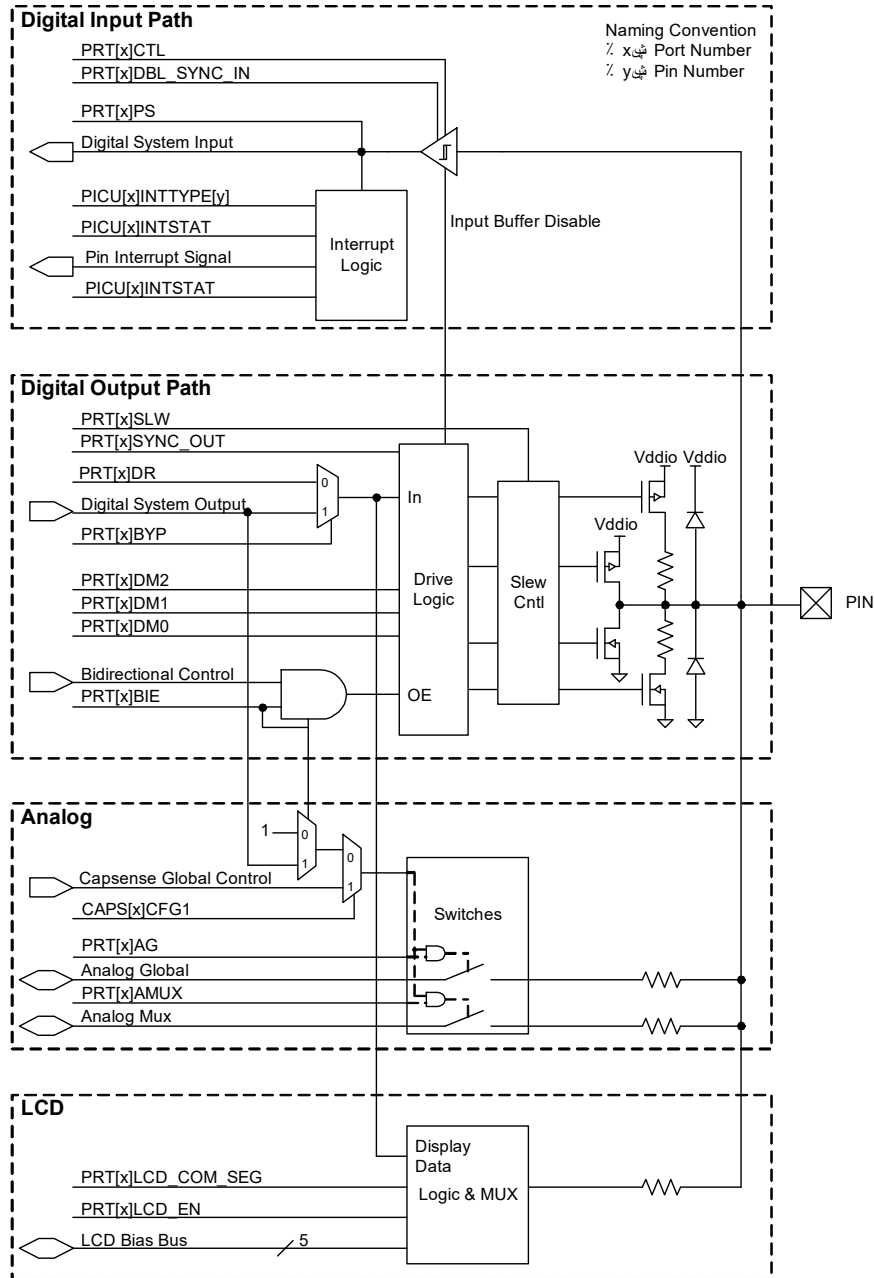 Digital Input Path
Naming Convention
x Port Number
y Pin Number
PRT[x]CTL
PRT[x]DBL_SYNC_IN
PRT[x]PS
Digital System Input
PICU[x]INTTYPE[y]
PICU[x]INTSTAT
Pin Interrupt Signal
PICU[x]INTSTAT
Interrupt
Logic
Input Buffer Disable
Digital Output Path
PRT[x]SLW
PRT[x]SYNC_OUT
PRT[x]DR
Digital System Output
PRT[x]BYP
0
1
PRT[x]DM2
PRT[x]DM1
PRT[x]DM0
Bidirectional Control
PRT[x]BIE
In
Drive
Logic
OE
Slew
Cntl
Vddio
Vddio
Vddio
PIN
Analog
1
0
1
0
1
Capsense Global Control
CAPS[x]CFG1
PRT[x]AG
Analog Global
PRT[x]AMUX
Analog Mux
Switches
LCD
PRT[x]LCD_COM_SEG
PRT[x]LCD_EN
LCD Bias Bus
5
Display
Data
Logic & MUX